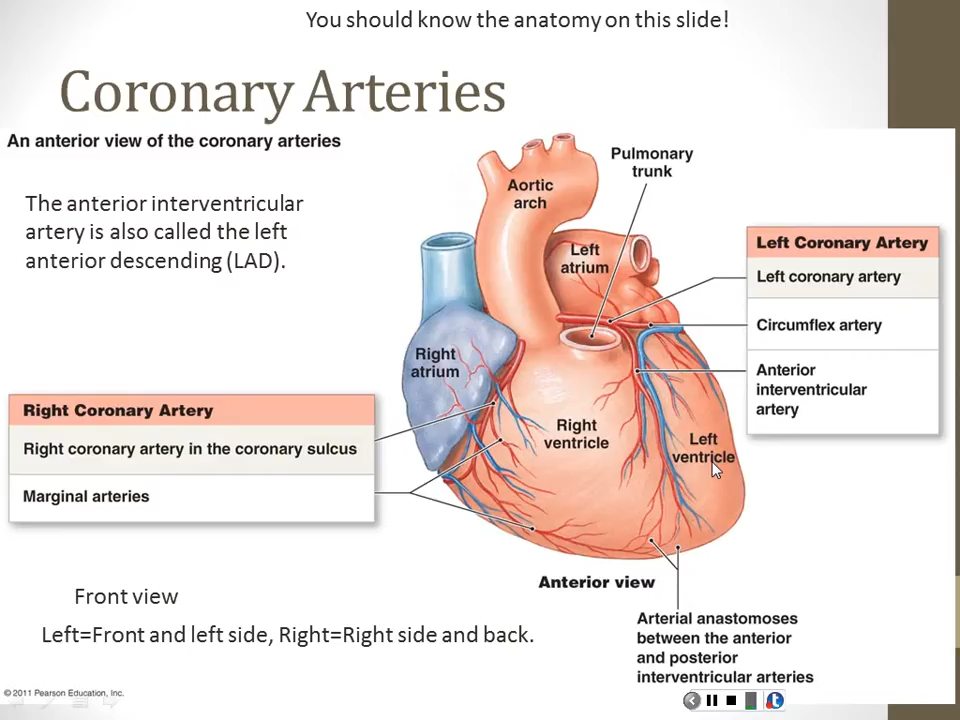 You should know the anatomy on this slide!
Coronary Arteries
An anterior view of the coronary arteries
The anterior interventricular
artery is also called the left
anterior descending (LAD).
Pulmonary
trunk
Aortic
arch
Left
atrium
Left Coronary Artery
Left coronary artery
Circumflex artery
Anterior
interventricular
artery
Right
atrium
Right Coronary Artery
Right coronary artery in the coronary sulcus
Marginal arteries
Right
ventricle
Left
ventricle
Anterior view
Arterial anastomoses
between the anterior
and posterior
interventricular arteries
Front view
Left=Front and left side, Right=Right side and back.
© 2011 Pearson Education, Inc.